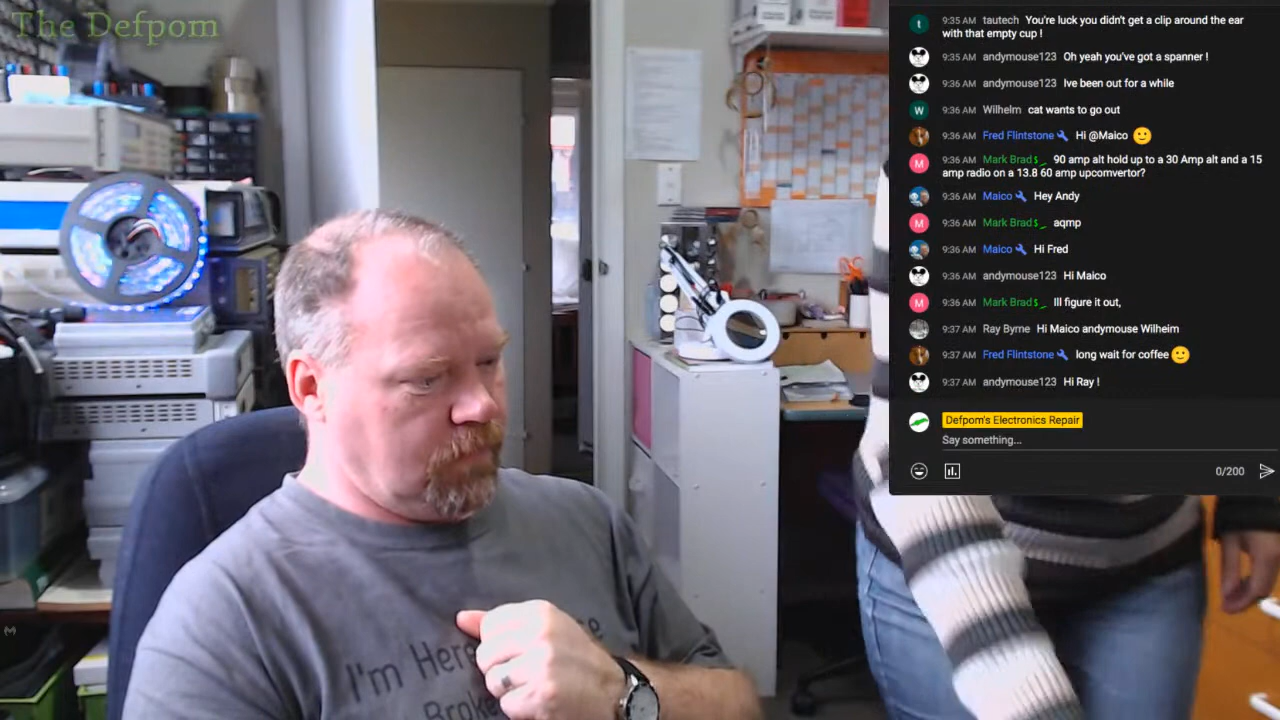 The Defpom
9:35 AM tautech You're luck you didn't get a clip around the ear
with that empty cup !
9:35 AM andymouse123 Oh yeah you've got a spanner !
9:36 AM andymouse123 Ive been out for a while
9:36 AM Wilhelm cat wants to go out
9:36 AM Fred Flintstone Hi @Maico
9:36 AM Mark Brad$ 90 amp alt hold up to a 30 Amp alt and a 15
amp radio on a 13.8 60 amp upcomvertor?
9:36 AM Maico Hey Andy
9:36 AM Mark Brad$ aqmp
9:36 AM Maico Hi Fred
9:36 AM andymouse123 Hi Maico
9:36 AM Mark Brad$ Ill figure it out,
9:37 AM Ray Byrne Hi Maico andymouse Wilheim
9:37 AM Fred Flintstone long wait for coffee
9:37 AM andymouse123 Hi Ray !
Defpom's Electronics Repair
Say something...
0/200
I'm Here
Broke